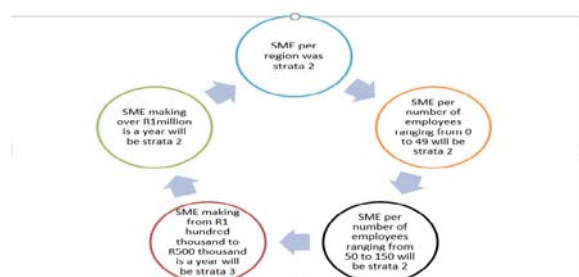 SME per
region was
strata 2
SME per
number of
employees
ranging from 0
to 49 will be
strata 2
SME per
number of
employees
ranging from
50 to 150 will
be strata 2
SME making
from R1
hundred
thousand to
R500 thousand
is a year will
be strata 3
SME making
over R1million
is a year will
be strata 2